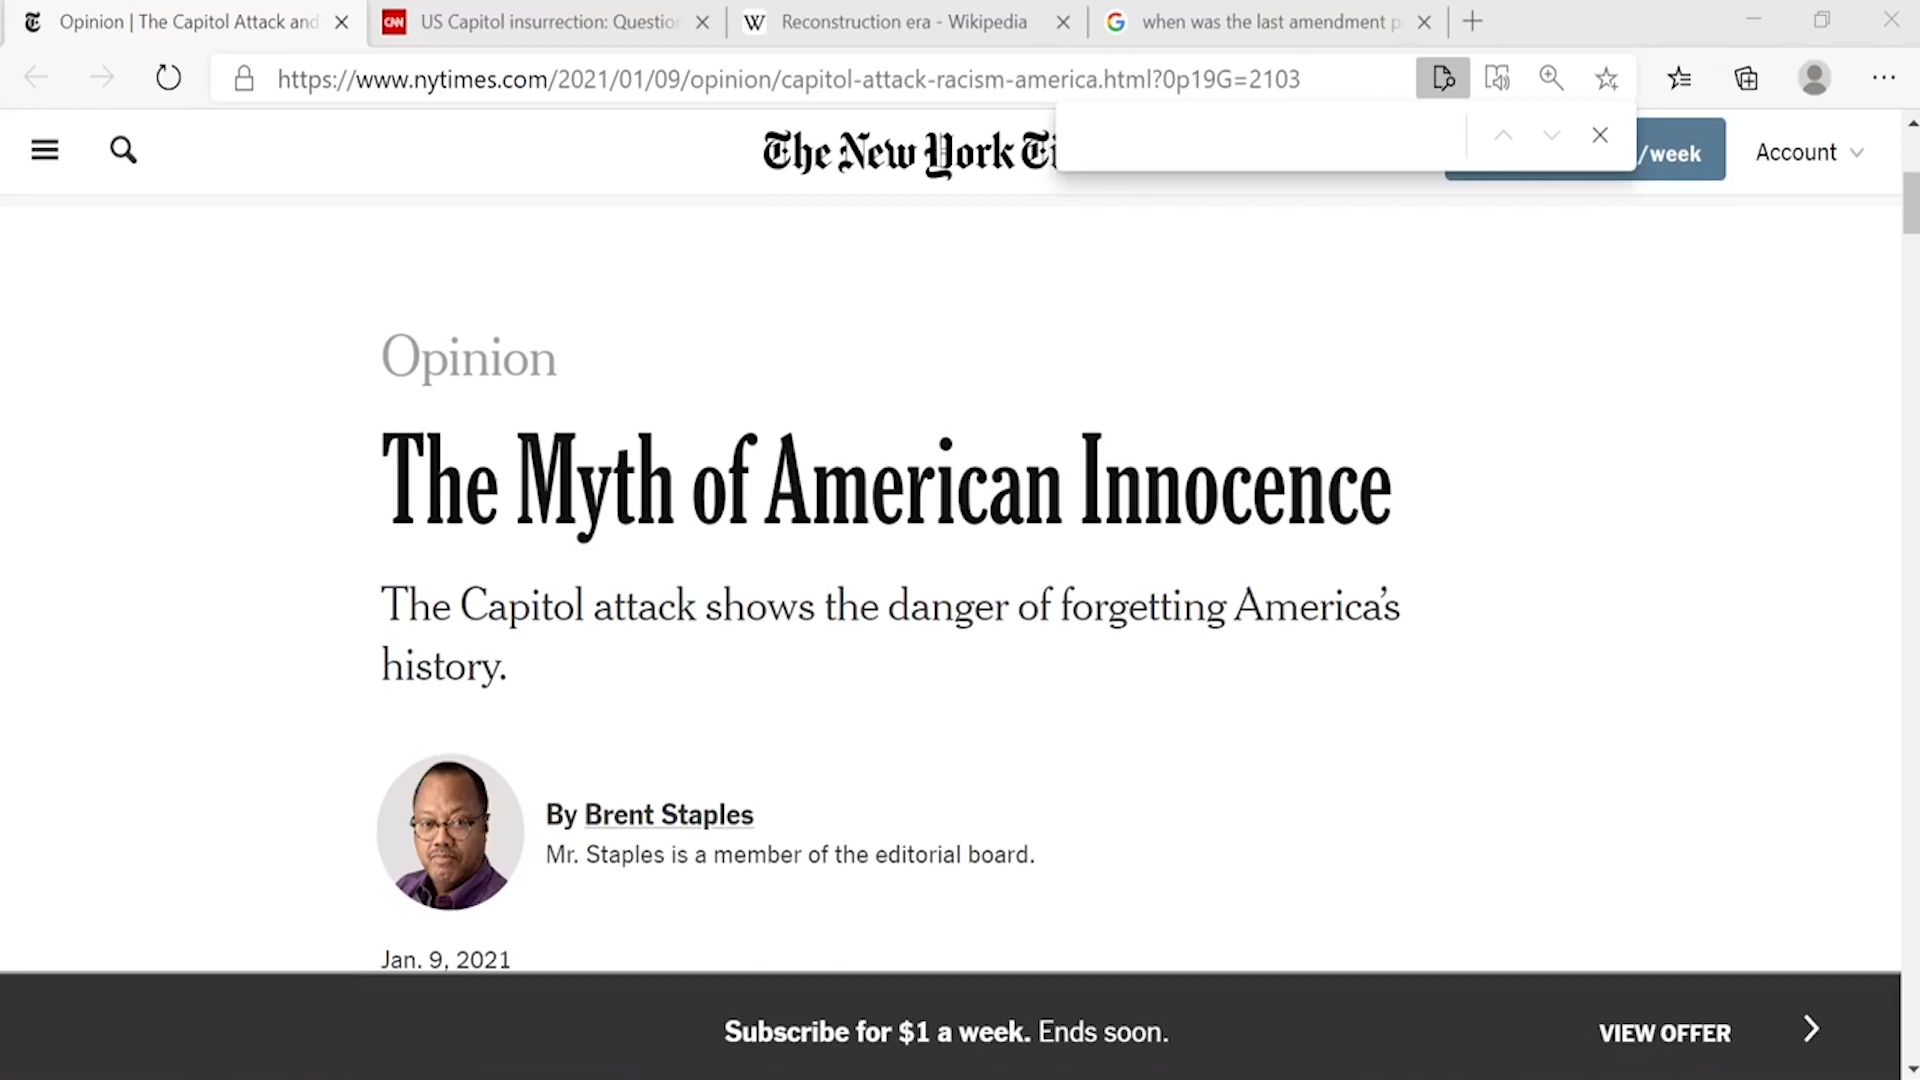 Opinion | The Capitol Attack and
CNN
US Capitol insurrection: Question
W
Reconstruction era - Wikipedia
G
when was the last amendment p
https://www.nytimes.com/2021/01/09/opinion/capitol-attack-racism-america.html?0p19G=2103
The New York Ti
/week
Account
Opinion
The Myth of American Innocence
The Capitol attack shows the danger of forgetting America’s
history.
By Brent Staples
Mr. Staples is a member of the editorial board.
Jan. 9, 2021
Subscribe for $1 a week. Ends soon.
VIEW OFFER